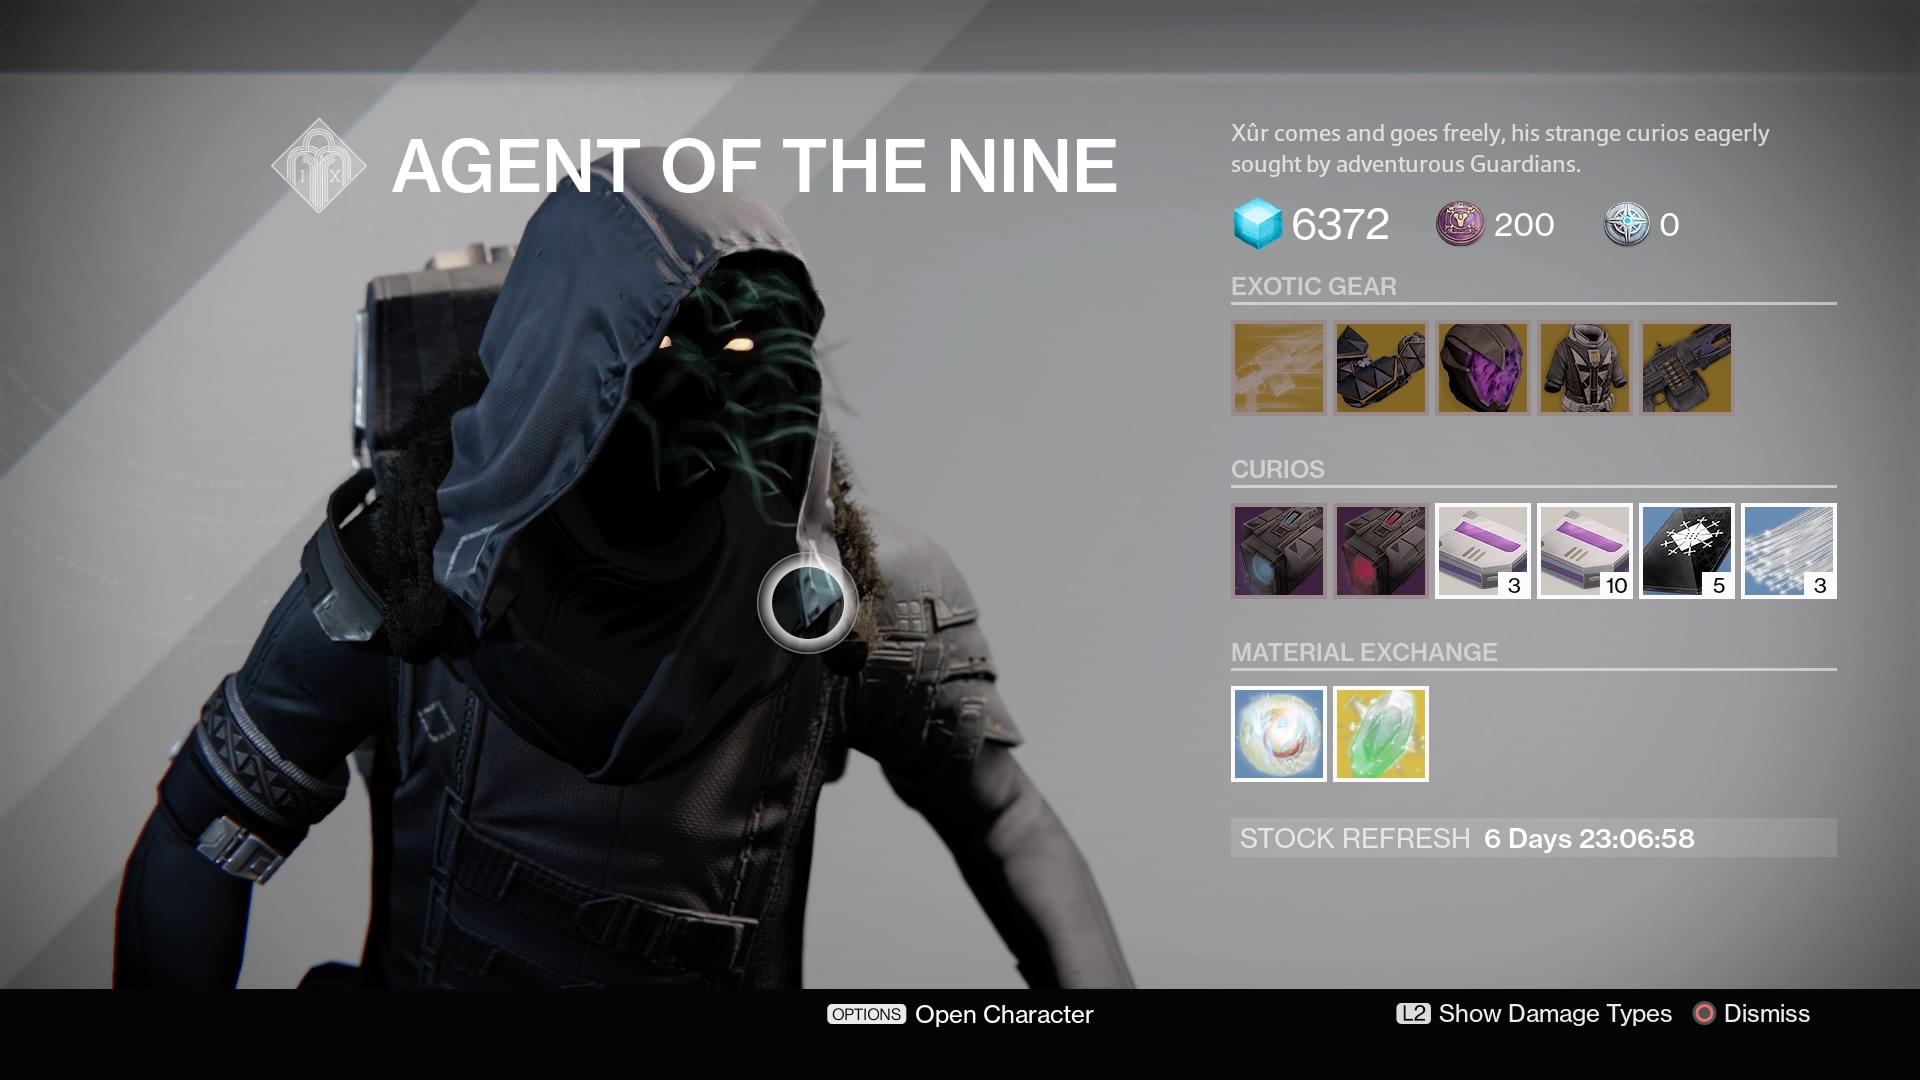 I X
AGENT OF THE NINE
Xûr comes and goes freely, his strange curios eagerly
sought by adventurous Guardians.
6372 200 0
EXOTIC GEAR
CURIOS
3 10 5 3
MATERIAL EXCHANGE
STOCK REFRESH 6 Days 23:06:58
OPTIONS Open Character L2 Show Damage Types Dismiss